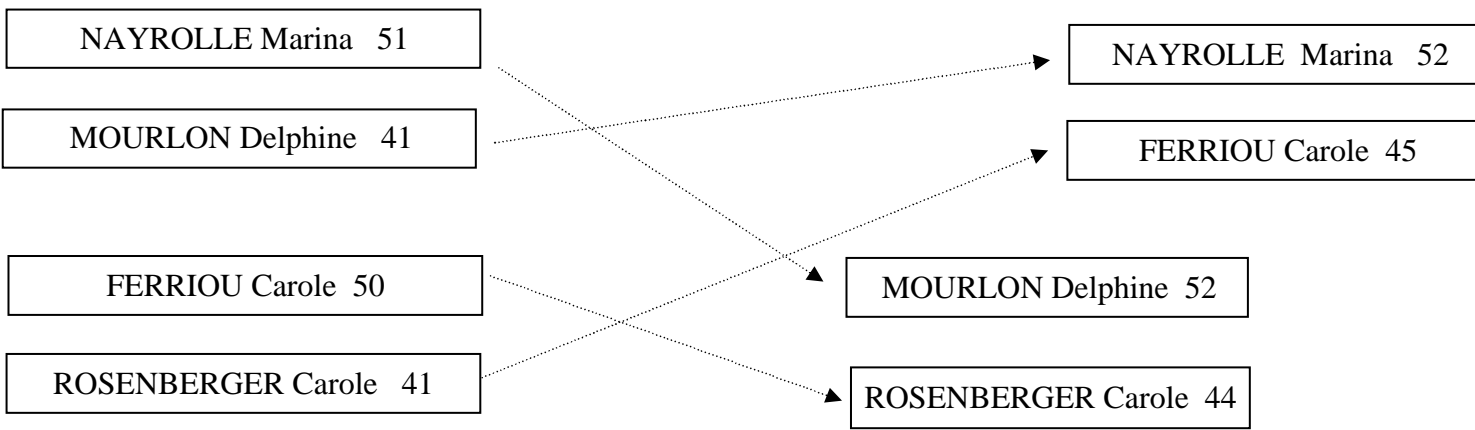 NAYROLLE Marina 51
MOURLON Delphine 41
FERRIOU Carole 50
ROSENBERGER Carole 41
NAYROLLE Marina 52
FERRIOU Carole 45
MOURLON Delphine 52
ROSENBERGER Carole 44